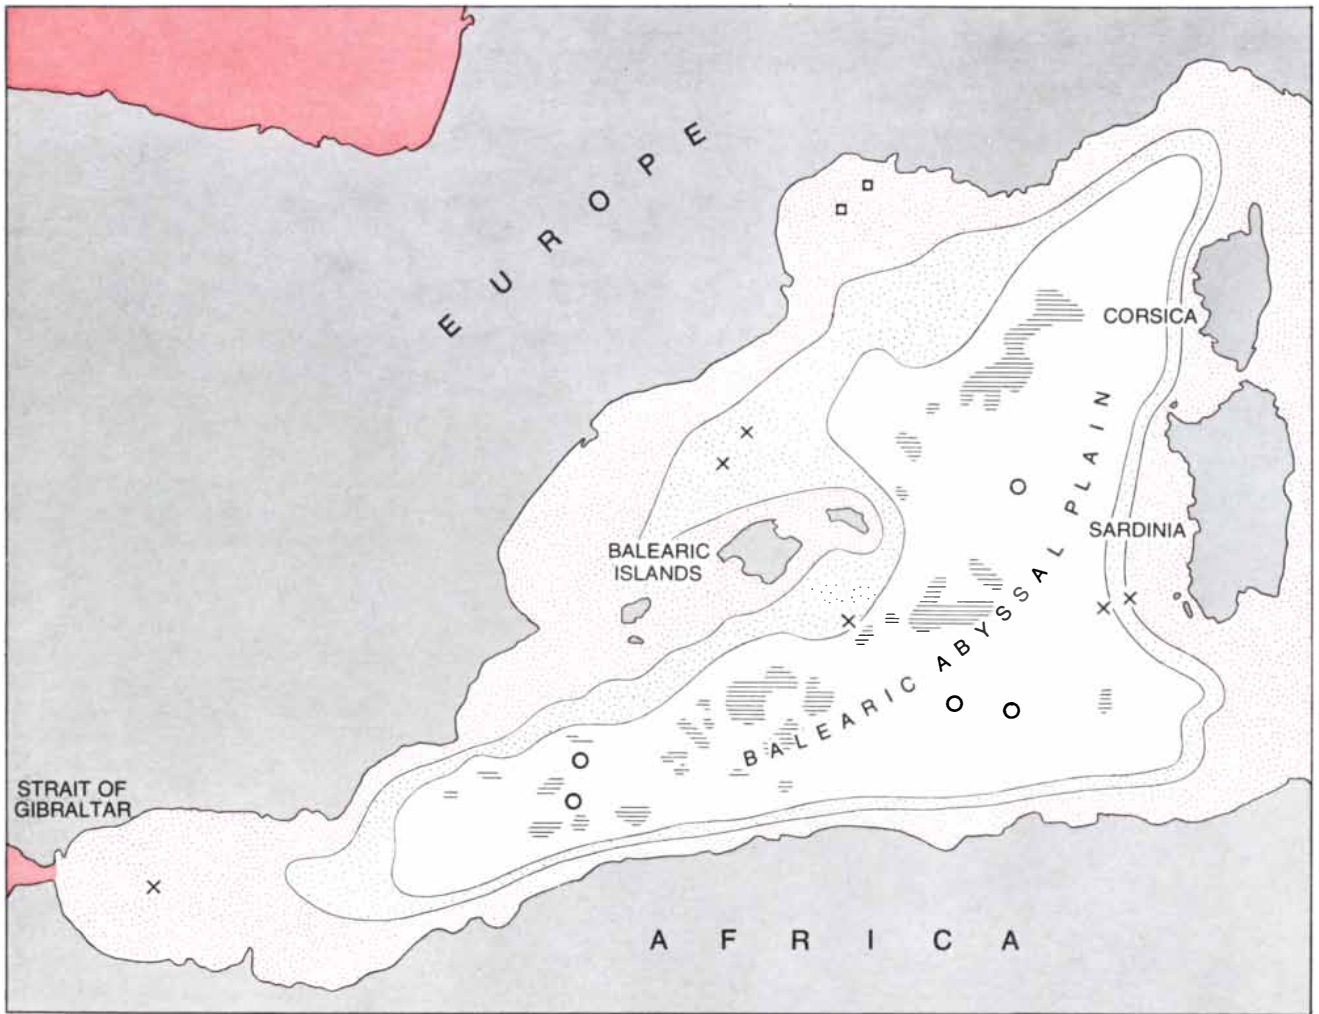 EUROPE
CORSICA
BALEARIC ABYSSAL PLAIN
SARDINIA
BALEARIC
ISLANDS
STRAIT OF
GIBRALTAR
AFRICA